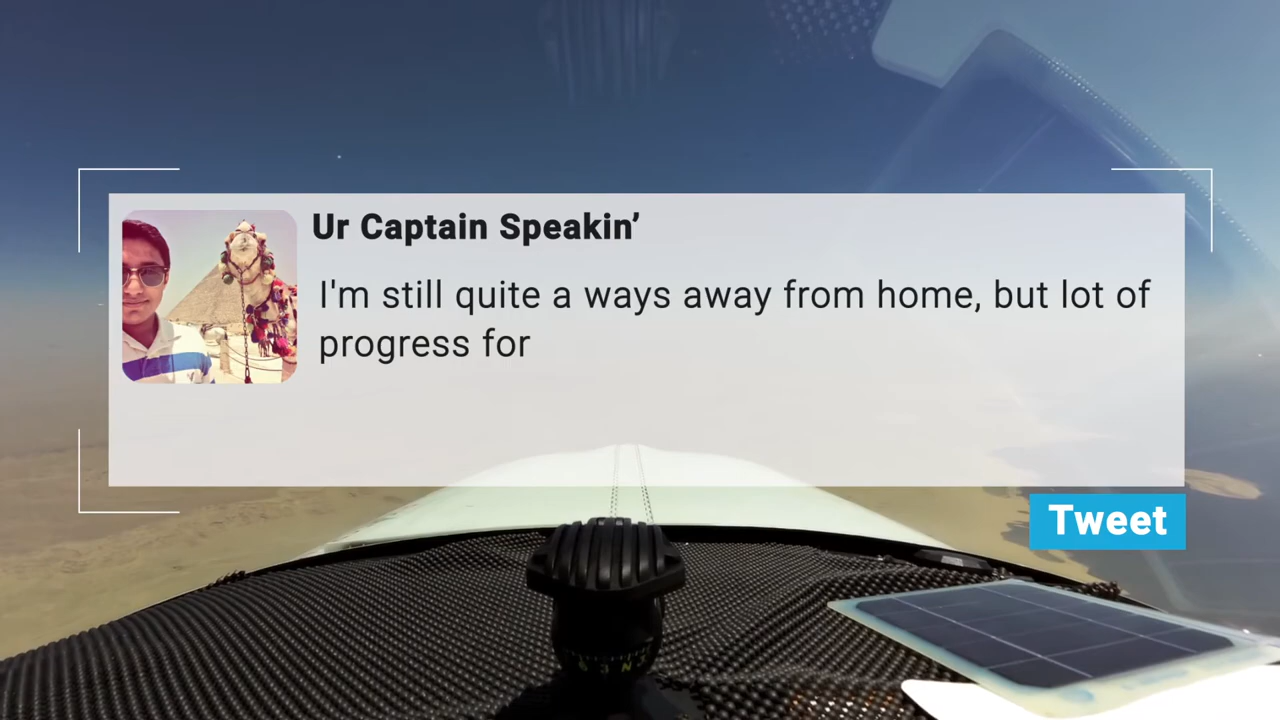 Ur Captain Speakin’
I'm still quite a ways away from home, but lot of
progress for
Tweet